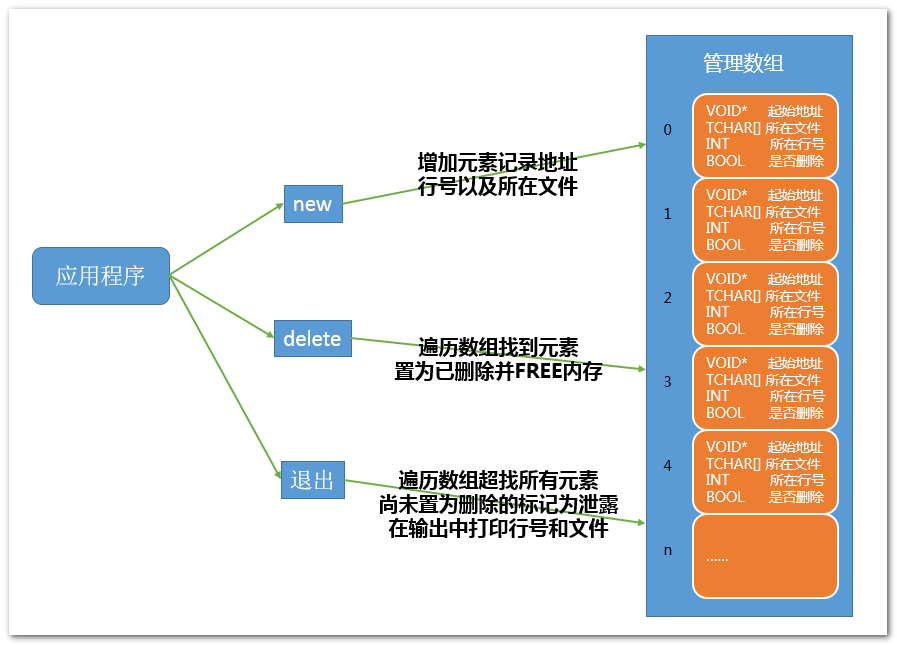 应用程序
new
增加元素记录地址
行号以及所在文件
delete
遍历数组找到元素
置为已删除并FREE内存
退出
遍历数组超找所有元素
尚未置为删除的标记为泄露
在输出中打印行号和文件
管理数组
0
VOID* 起始地址
TCHAR[] 所在文件
INT 所在行号
BOOL 是否删除
1
VOID* 起始地址
TCHAR[] 所在文件
INT 所在行号
BOOL 是否删除
2
VOID* 起始地址
TCHAR[] 所在文件
INT 所在行号
BOOL 是否删除
3
VOID* 起始地址
TCHAR[] 所在文件
INT 所在行号
BOOL 是否删除
4
VOID* 起始地址
TCHAR[] 所在文件
INT 所在行号
BOOL 是否删除
n
……